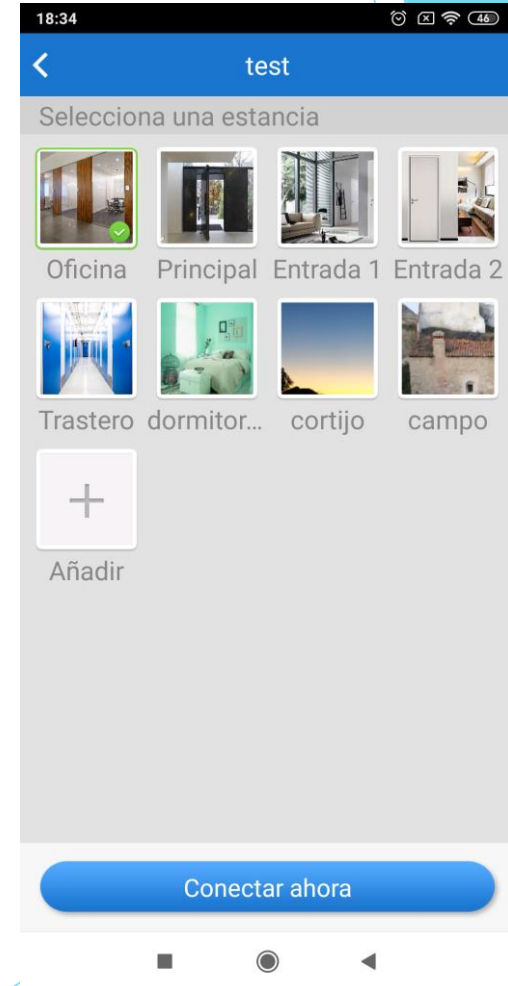 18:34
46
test
Selecciona una estancia
Oficina
Principal
Entrada 1
Entrada 2
Trastero
dormitor...
cortijo
campo
Añadir
Conectar ahora